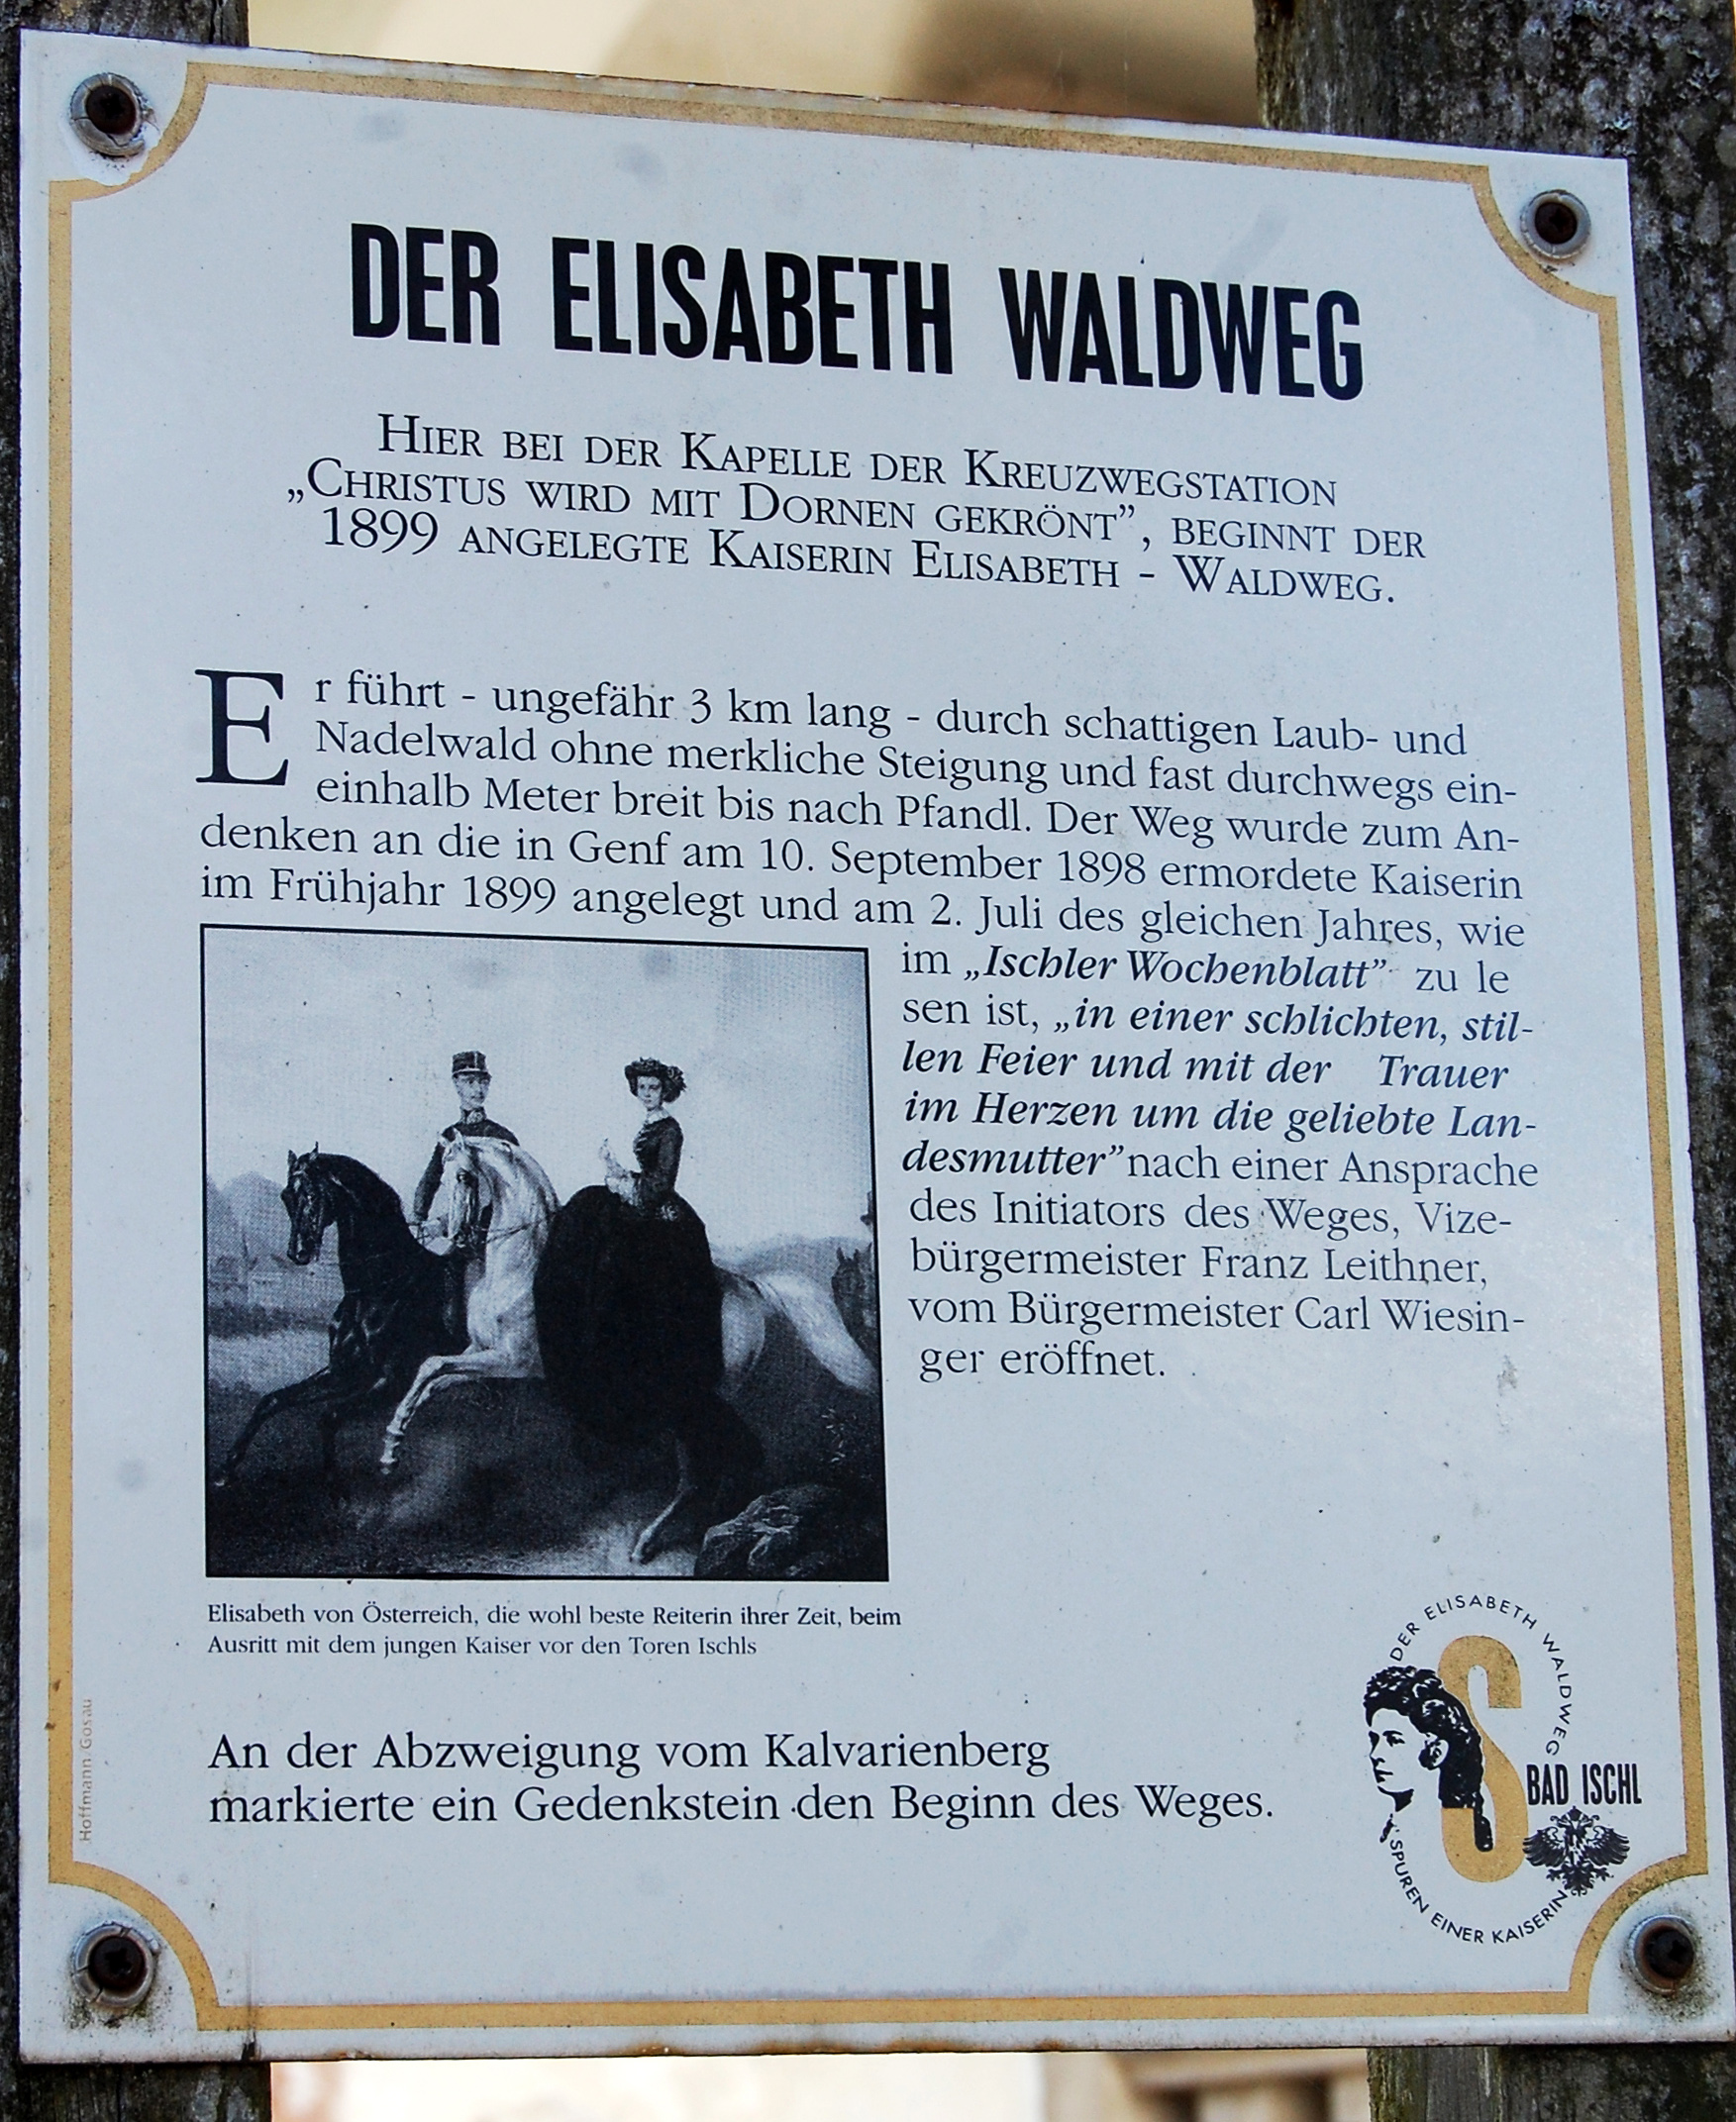 DER ELISABETH WALDWEG
HIER BEI DER KAPELLE DER KREUZWEGSTATION
„CHRISTUS WIRD MIT DORNEN GEKRÖNT”, BEGINNT DER
1899 ANGELEGTE KAISERIN ELISABETH - WALDWEG.
Er führt - ungefähr 3 km lang - durch schattigen Laub- und
Nadelwald ohne merkliche Steigung und fast durchwegs ein-
einhalb Meter breit bis nach Pfandl. Der Weg wurde zum An-
denken an die in Genf am 10. September 1898 ermordete Kaiserin
im Frühjahr 1899 angelegt und am 2. Juli des gleichen Jahres, wie
im „Ischler Wochenblatt” zu le
sen ist, „in einer schlichten, stil-
len Feier und mit der Trauer
im Herzen um die geliebte Lan-
desmutter”nach einer Ansprache
des Initiators des Weges, Vize-
bürgermeister Franz Leithner,
vom Bürgermeister Carl Wiesin-
ger eröffnet.
Elisabeth von Österreich, die wohl beste Reiterin ihrer Zeit, beim
Ausritt mit dem jungen Kaiser vor den Toren Ischls
An der Abzweigung vom Kalvarienberg
markierte ein Gedenkstein den Beginn des Weges.
DER ELISABETH WALDWEG
S
BAD ISCHL
SPUREN EINER KAISERIN
Hoffmann/Gosau